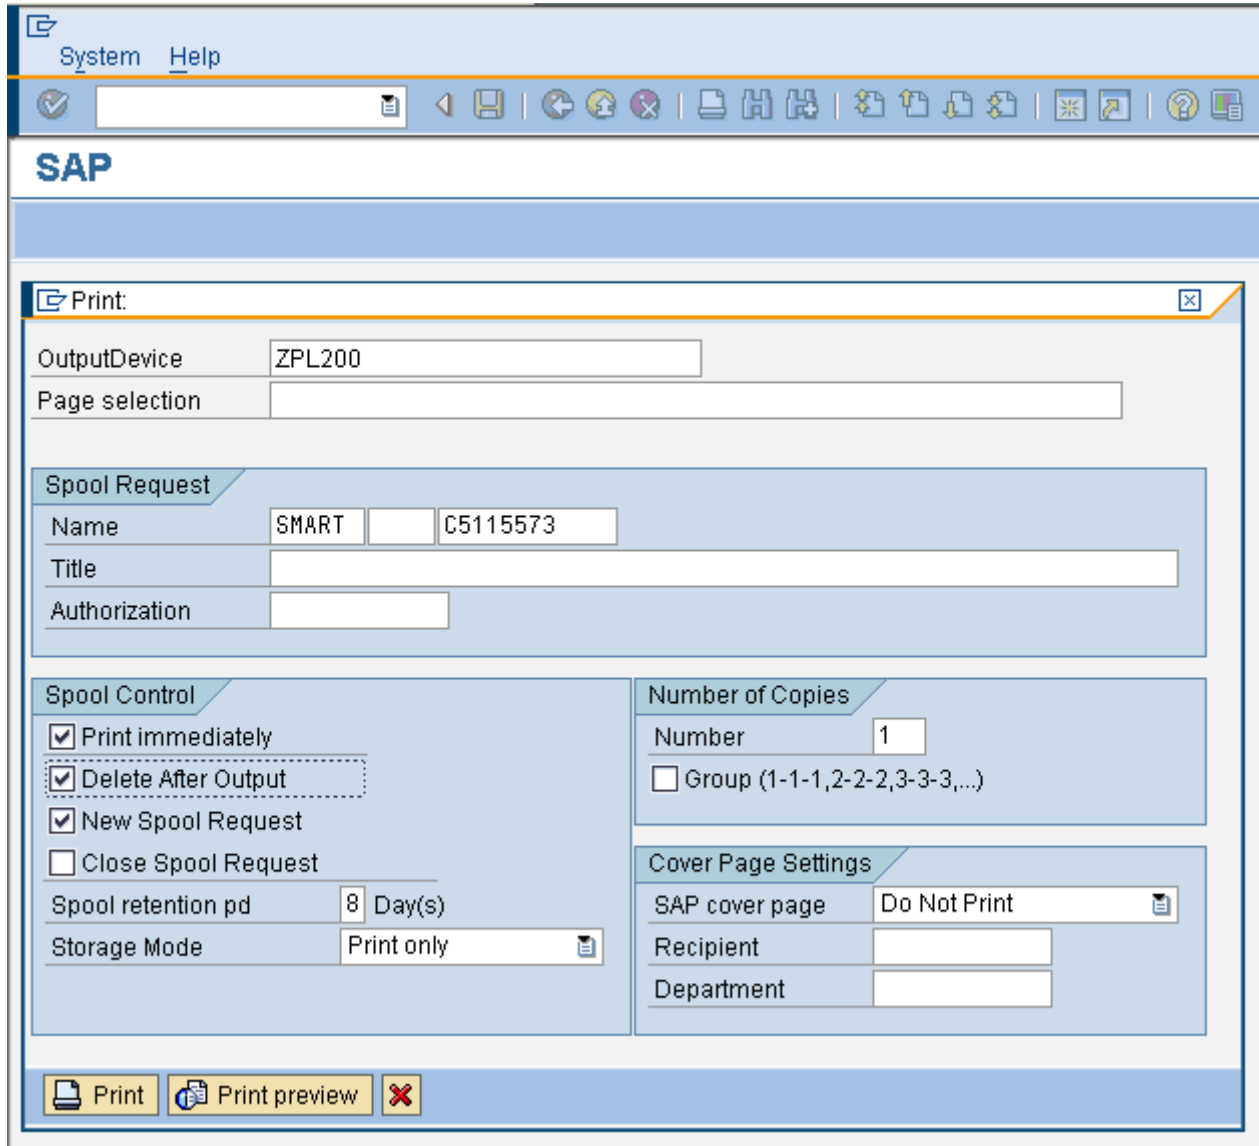 System Help
SAP
Print:
OutputDevice ZPL200
Page selection
Spool Request
Name SMART C5115573
Title
Authorization
Spool Control
Print immediately
Delete After Output
New Spool Request
Close Spool Request
Spool retention pd 8 Day(s)
Storage Mode Print only
Number of Copies
Number 1
Group (1-1-1,2-2-2,3-3-3,...)
Cover Page Settings
SAP cover page Do Not Print
Recipient
Department
Print Print preview